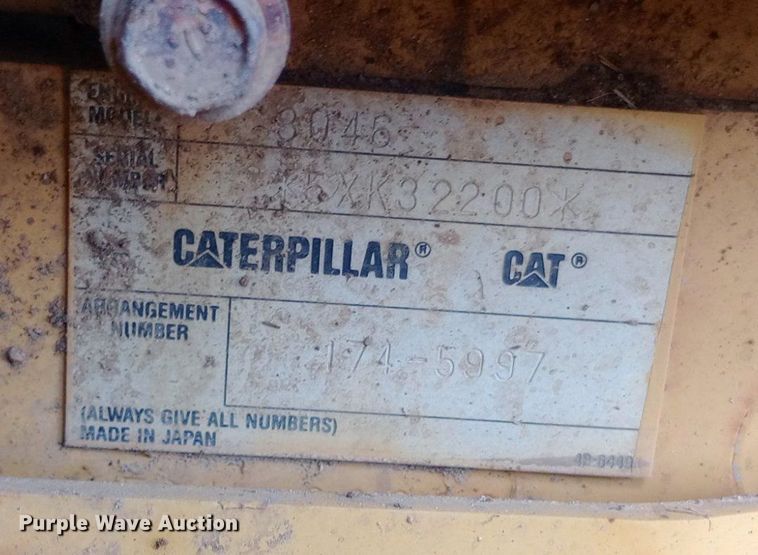 MODEL 3046
SERIAL
NUMBER *5XK32200*
CATERPILLAR® CAT®
ARRANGEMENT
NUMBER 174-5997
(ALWAYS GIVE ALL NUMBERS)
MADE IN JAPAN
Purple Wave Auction